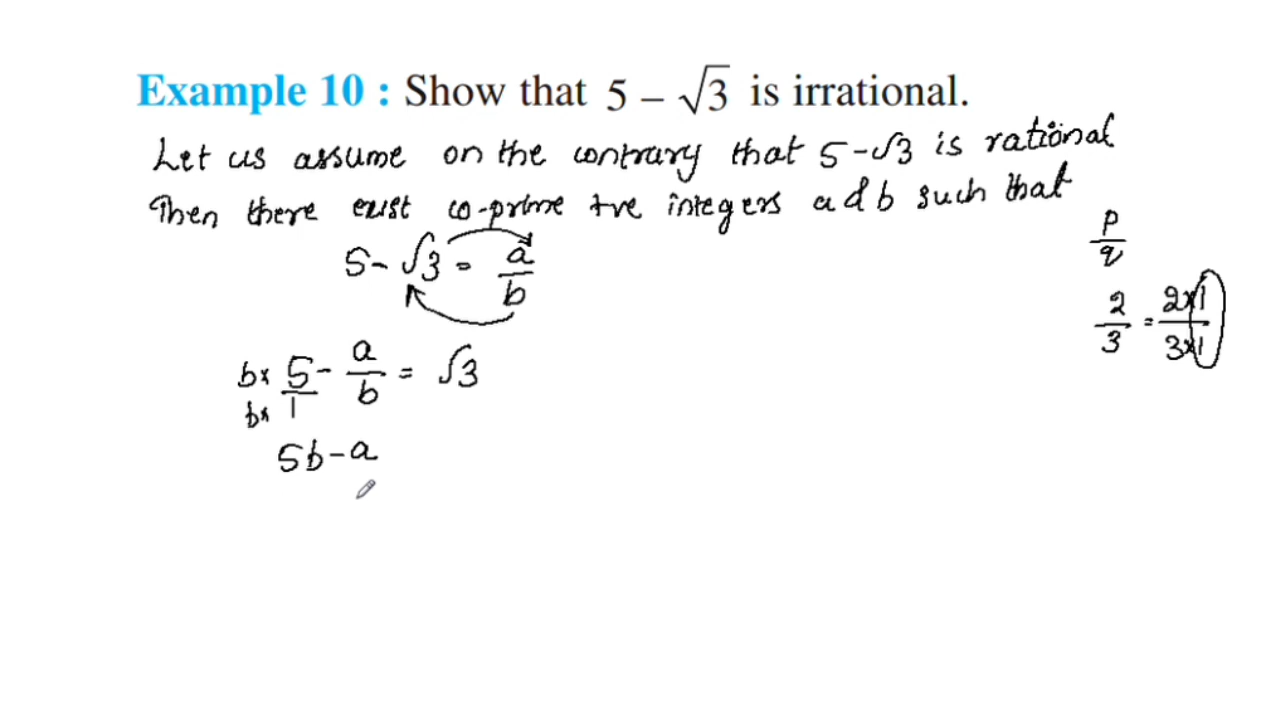 Example 10 : Show that 5 – √3 is irrational.
Let us assume on the contrary that 5-√3 is rational
Then there exist co-prime +ve integers a d b such that
5-√3 = a/b
p/q
2/3 = 2×1/3×1
b× 5/1 - a/b = √3
b×
5b-a